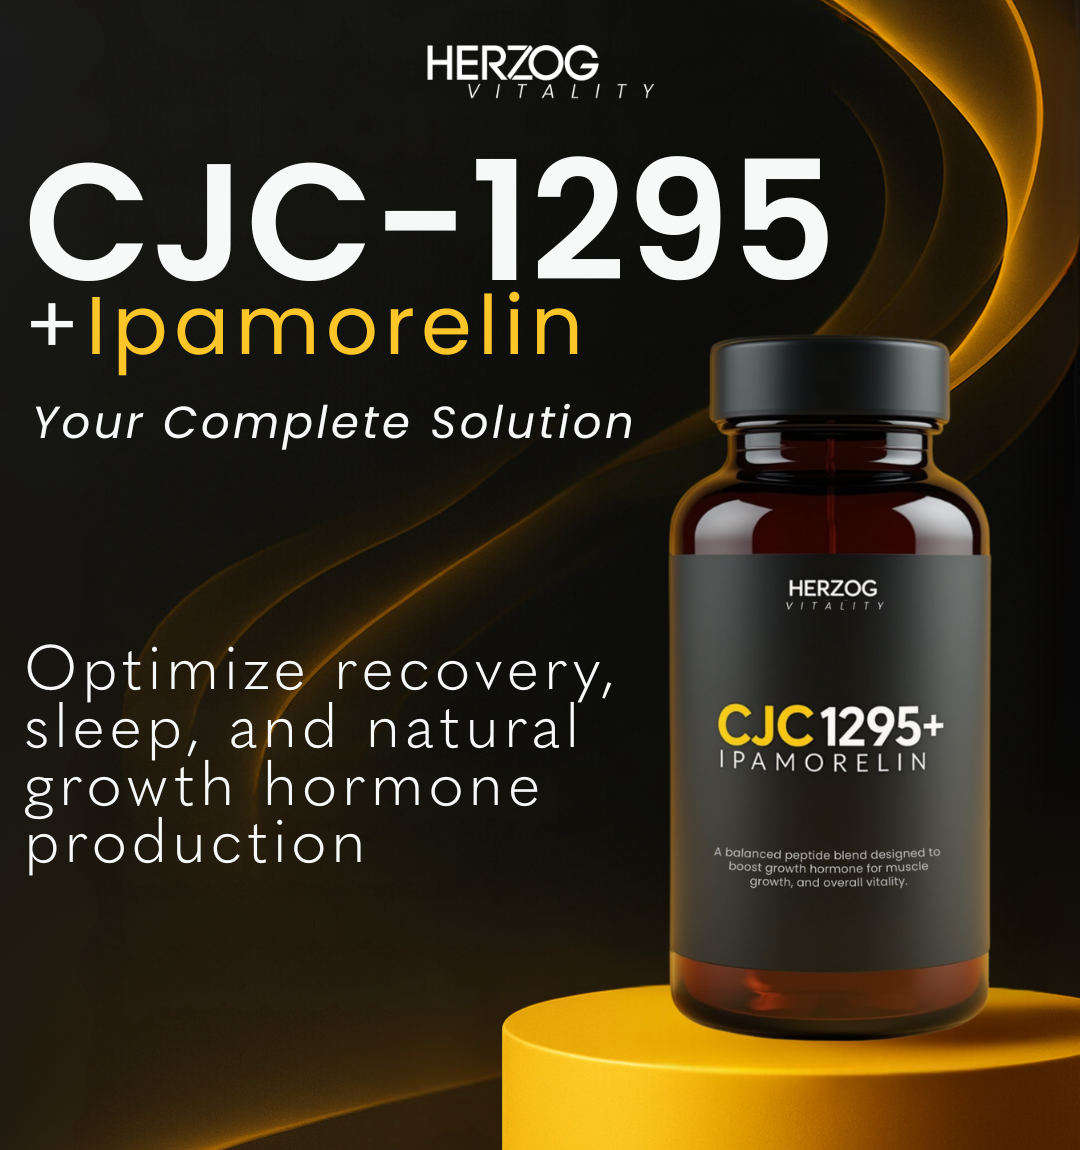 HERZOG
VITALITY
CJC-1295
+Ipamorelin
Your Complete Solution
Optimize recovery,
sleep, and natural
growth hormone
production
HERZOG
VITALITY
CJC 1295+
IPAMORELIN
A balanced peptide blend designed to
boost growth hormone for muscle
growth, and overall vitality.